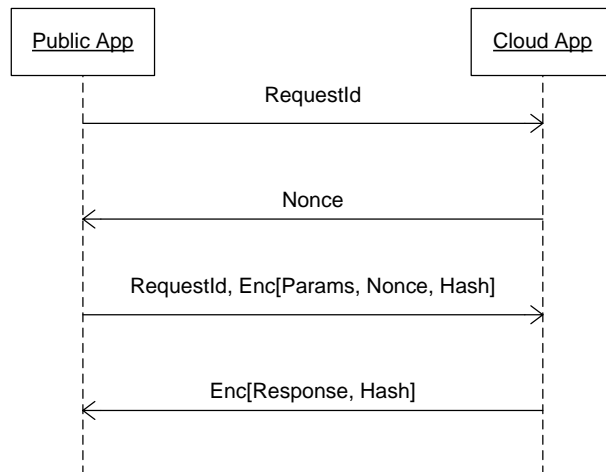 Public App
Cloud App
RequestId
Nonce
RequestId, Enc[Params, Nonce, Hash]
Enc[Response, Hash]